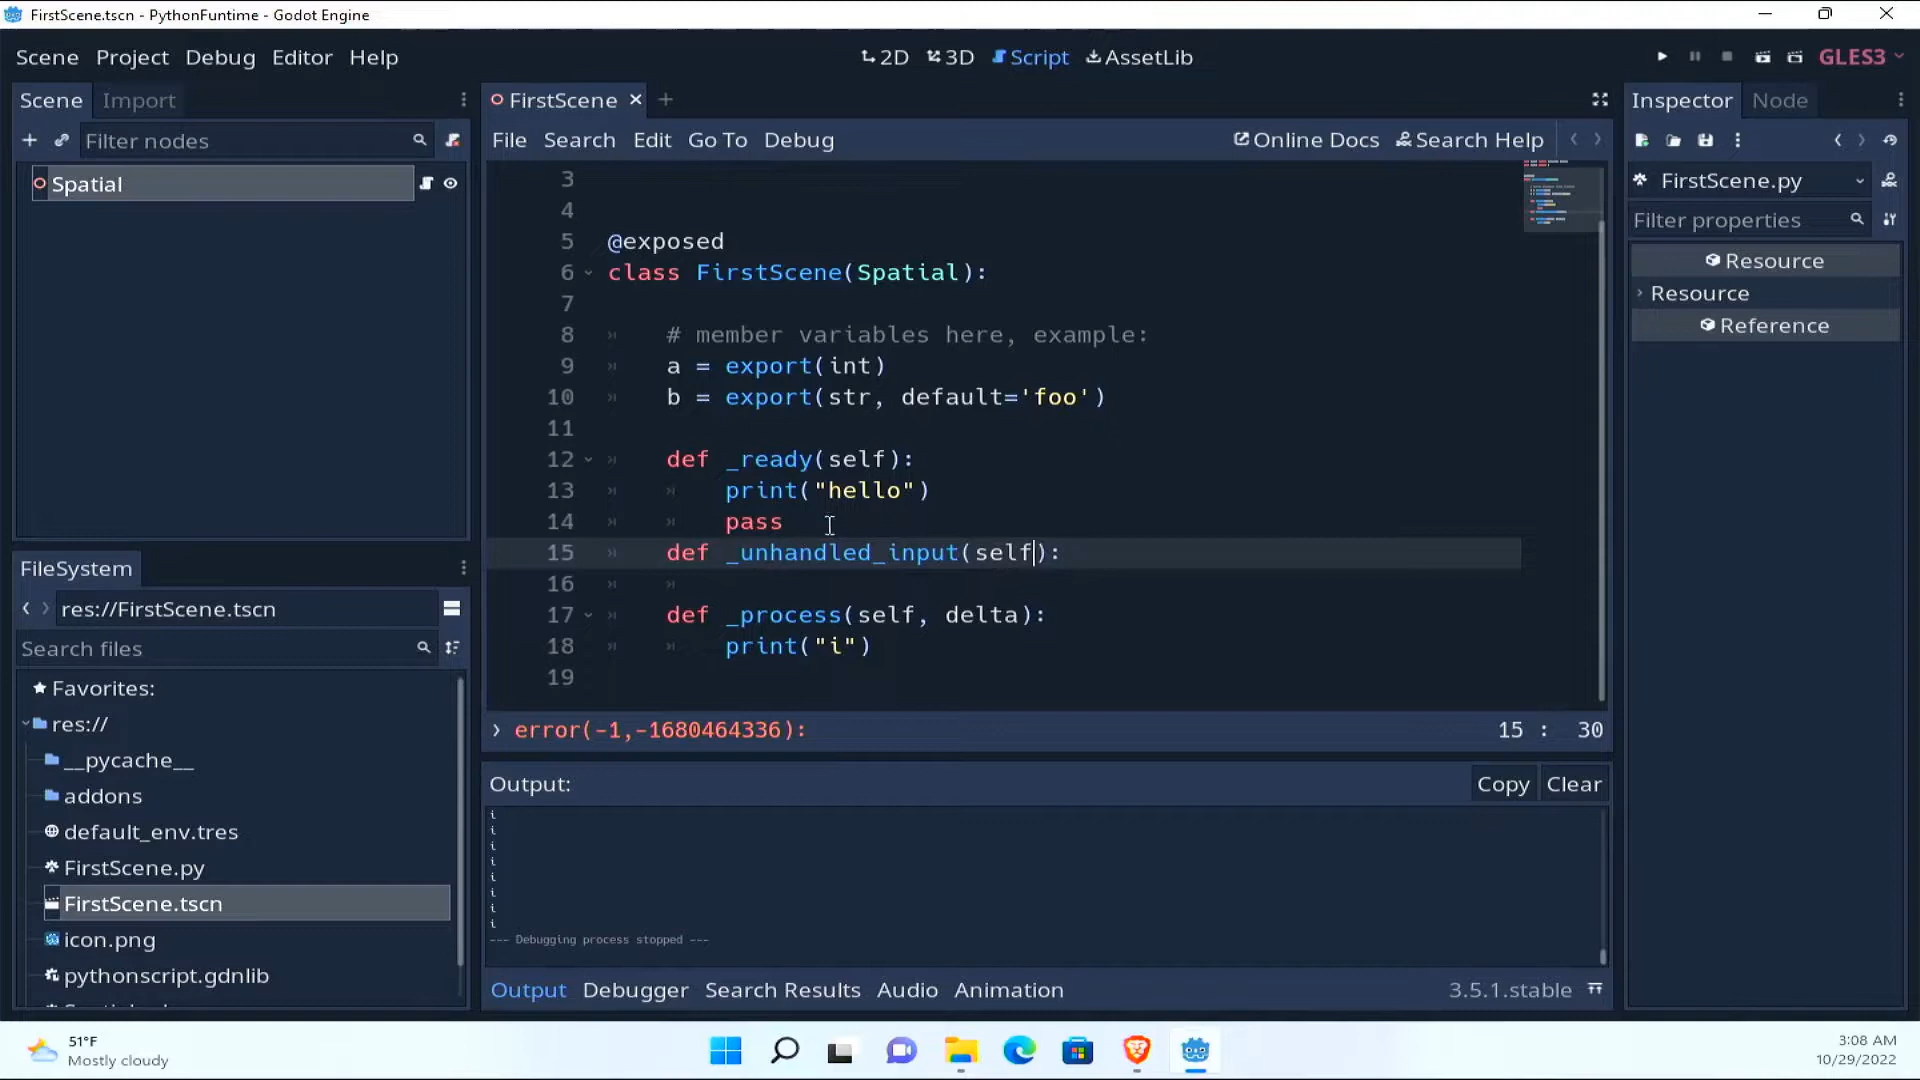 FirstScene.tscn - PythonFuntime - Godot Engine
Scene Project Debug Editor Help
2D 3D Script AssetLib
GLES3
Scene Import
FirstScene
Inspector Node
Filter nodes
File Search Edit Go To Debug
Online Docs Search Help
Spatial
FirstScene.py
Filter properties
Resource
Resource
Reference
3
4
5 @exposed
6 class FirstScene(Spatial):
7
8 # member variables here, example:
9 a = export(int)
10 b = export(str, default='foo')
11
12 def _ready(self):
13 print("hello")
14 pass
15 def _unhandled_input(self):
16
17 def _process(self, delta):
18 print("i")
19
error(-1,-1680464336):
15 : 30
FileSystem
res://FirstScene.tscn
Search files
Favorites:
res://
__pycache__
addons
default_env.tres
FirstScene.py
FirstScene.tscn
icon.png
pythonscript.gdnlib
Output:
Copy Clear
i
i
i
i
i
i
i
i
--- Debugging process stopped ---
Output Debugger Search Results Audio Animation
3.5.1.stable
51°F
Mostly cloudy
3:08 AM
10/29/2022